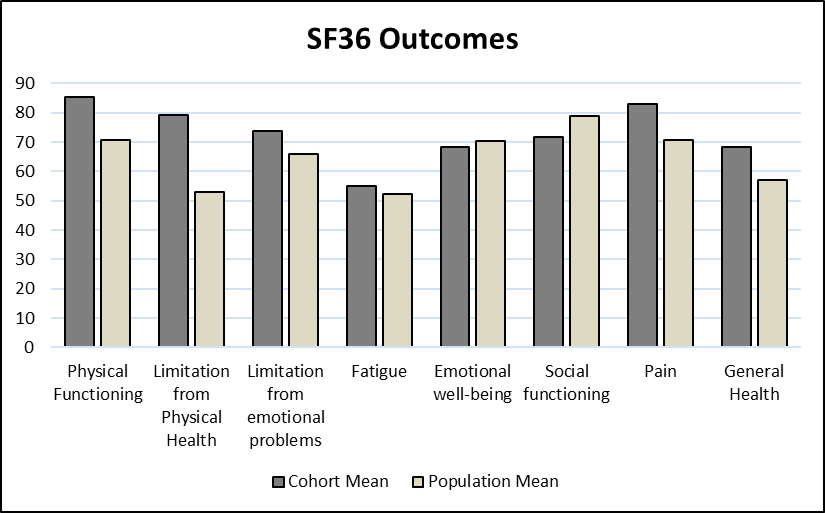 SF36 Outcomes
90
80
70
60
50
40
30
20
10
0
Physical
Functioning
Limitation
from
Physical
Health
Limitation
from
emotional
problems
Fatigue
Emotional
well-being
Social
functioning
Pain
General
Health
Cohort Mean
Population Mean